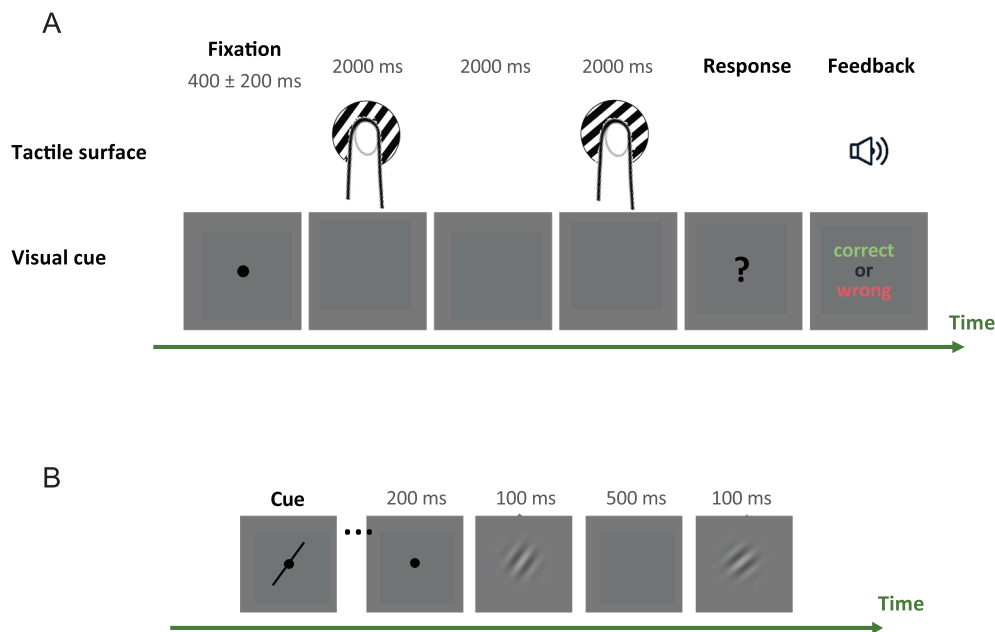 A
Fixation
400 ± 200 ms
2000 ms
2000 ms
2000 ms
Response
Feedback
Tactile surface
Visual cue
?
correct
or
wrong
Time
B
Cue
200 ms
100 ms
500 ms
100 ms
Time